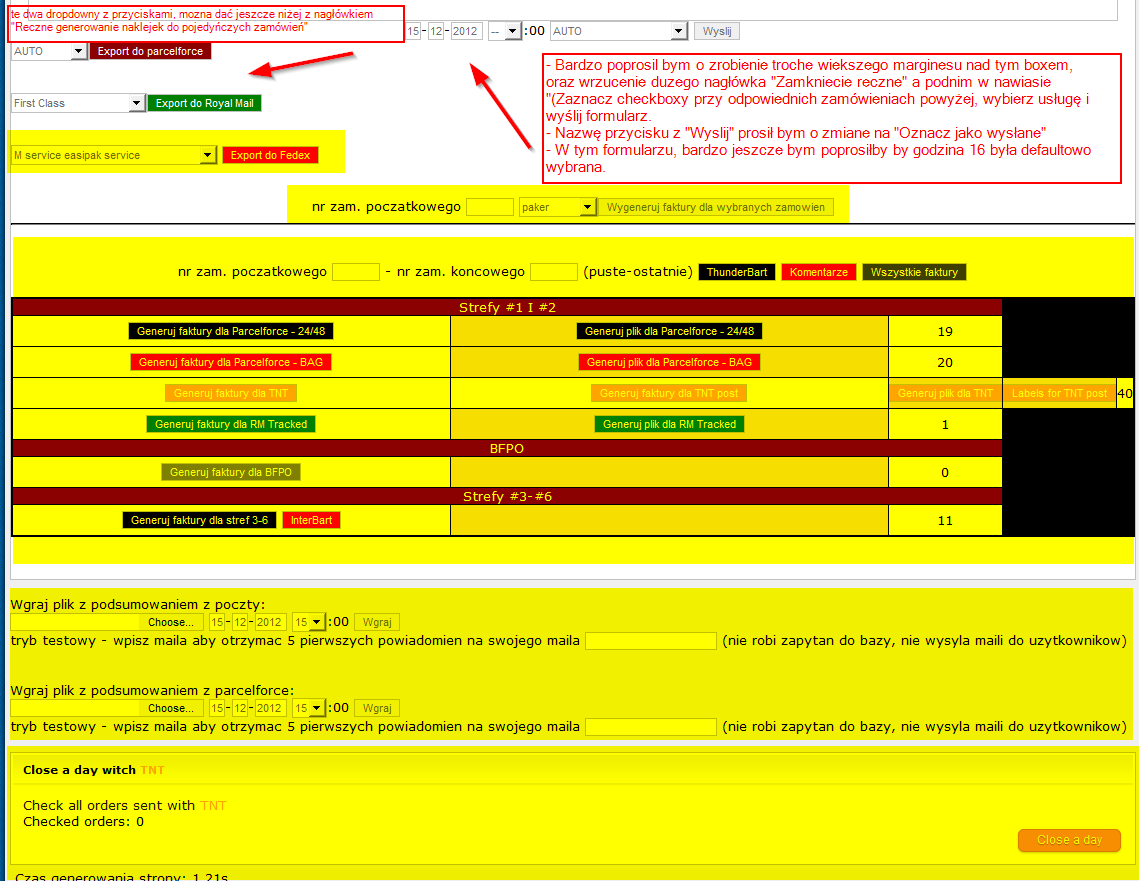 te dwa dropdowny z przyciskami, mozna dać jeszcze niżej z nagłówkiem
"Reczne generowanie naklejek do pojedyńczych zamówień"
15-12-2012 -- :00 AUTO Wyslij
AUTO Export do parcelforce
- Bardzo poprosil bym o zrobienie troche wiekszego marginesu nad tym boxem,
oraz wrzucenie duzego nagłówka "Zamkniecie reczne" a podnim w nawiasie
"(Zaznacz checkboxy przy odpowiednich zamówieniach powyżej, wybierz usługę i
wyślij formularz.
- Nazwę przycisku z "Wyslij" prosił bym o zmiane na "Oznacz jako wysłane"
- W tym formularzu, bardzo jeszcze bym poprosiłby by godzina 16 była defaultowo
wybrana.
First Class Export do Royal Mail
M service easipak service Export do Fedex
nr zam. poczatkowego paker Wygeneruj faktury dla wybranych zamowien
nr zam. poczatkowego - nr zam. koncowego (puste-ostatnie) ThunderBart Komentarze Wszystkie faktury
Strefy #1 I #2
Generuj faktury dla Parcelforce - 24/48 Generuj plik dla Parcelforce - 24/48 19
Generuj faktury dla Parcelforce - BAG Generuj plik dla Parcelforce - BAG 20
Generuj faktury dla TNT Generuj faktury dla TNT post Generuj plik dla TNT Labels for TNT post 40
Generuj faktury dla RM Tracked Generuj plik dla RM Tracked 1
BFPO
Generuj faktury dla BFPO 0
Strefy #3-#6
Generuj faktury dla stref 3-6 InterBart 11
Wgraj plik z podsumowaniem z poczty:
Choose... 15-12-2012 15 :00 Wgraj
tryb testowy - wpisz maila aby otrzymac 5 pierwszych powiadomien na swojego maila (nie robi zapytan do bazy, nie wysyla maili do uzytkownikow)
Wgraj plik z podsumowaniem z parcelforce:
Choose... 15-12-2012 15 :00 Wgraj
tryb testowy - wpisz maila aby otrzymac 5 pierwszych powiadomien na swojego maila (nie robi zapytan do bazy, nie wysyla maili do uzytkownikow)
Close a day witch TNT
Check all orders sent with TNT
Checked orders: 0
Close a day
Czas generowania strony: 1.21s